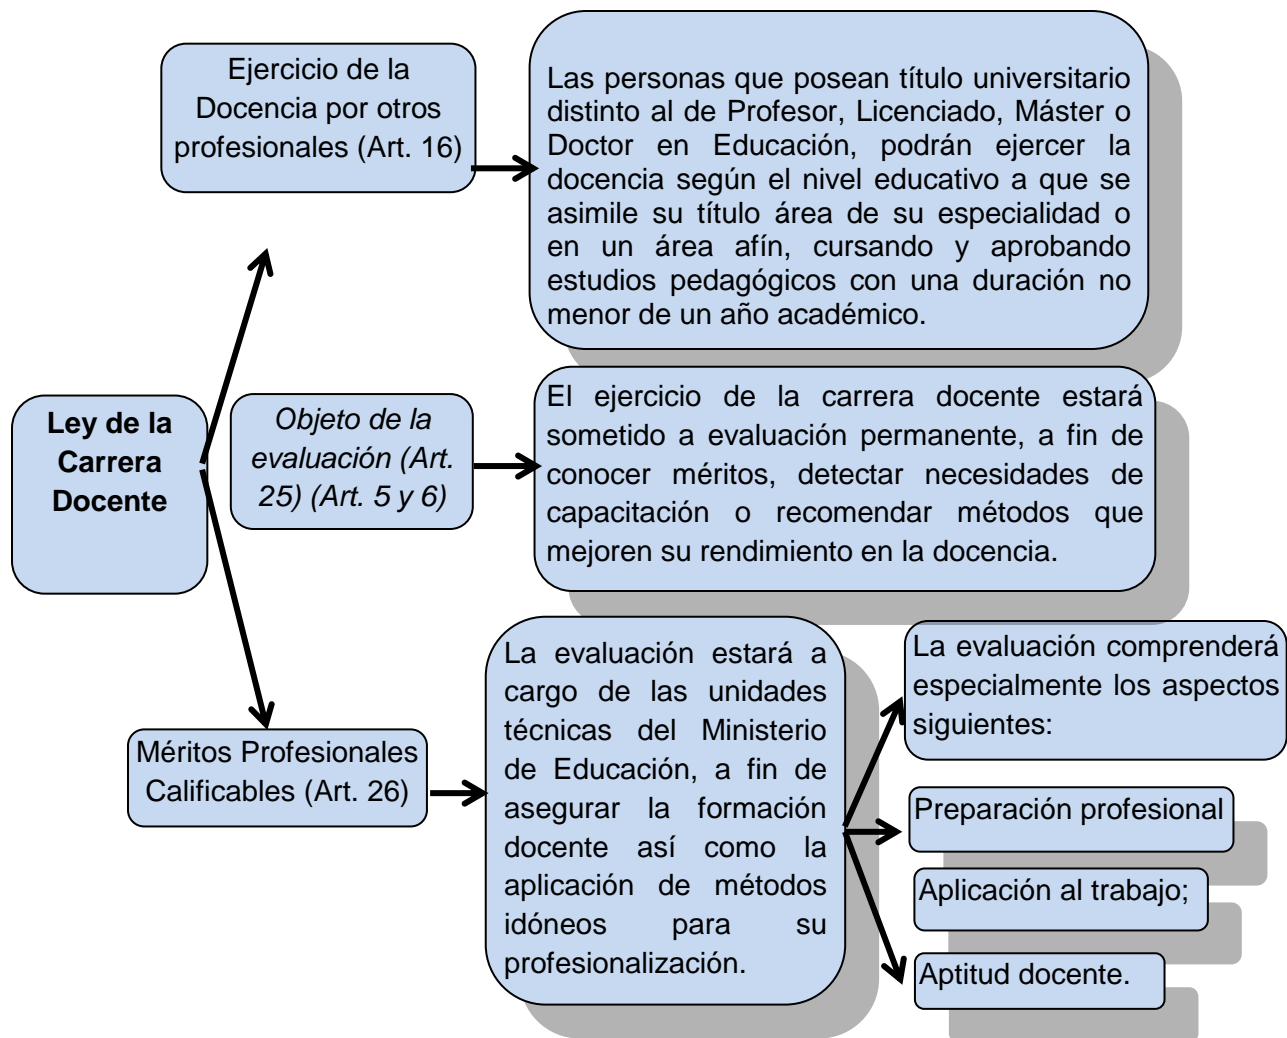 Ejercicio de la
Docencia por otros
profesionales (Art. 16)
Las personas que posean título universitario
distinto al de Profesor, Licenciado, Máster o
Doctor en Educación, podrán ejercer la
docencia según el nivel educativo a que se
asimile su título área de su especialidad o
en un área afín, cursando y aprobando
estudios pedagógicos con una duración no
menor de un año académico.
Ley de la
Carrera
Docente
Objeto de la
evaluación (Art.
25) (Art. 5 y 6)
El ejercicio de la carrera docente estará
sometido a evaluación permanente, a fin de
conocer méritos, detectar necesidades de
capacitación o recomendar métodos que
mejoren su rendimiento en la docencia.
Méritos Profesionales
Calificables (Art. 26)
La evaluación estará a
cargo de las unidades
técnicas del Ministerio
de Educación, a fin de
asegurar la formación
docente así como la
aplicación de métodos
idóneos para su
profesionalización.
La evaluación comprenderá
especialmente los aspectos
siguientes:
Preparación profesional
Aplicación al trabajo;
Aptitud docente.